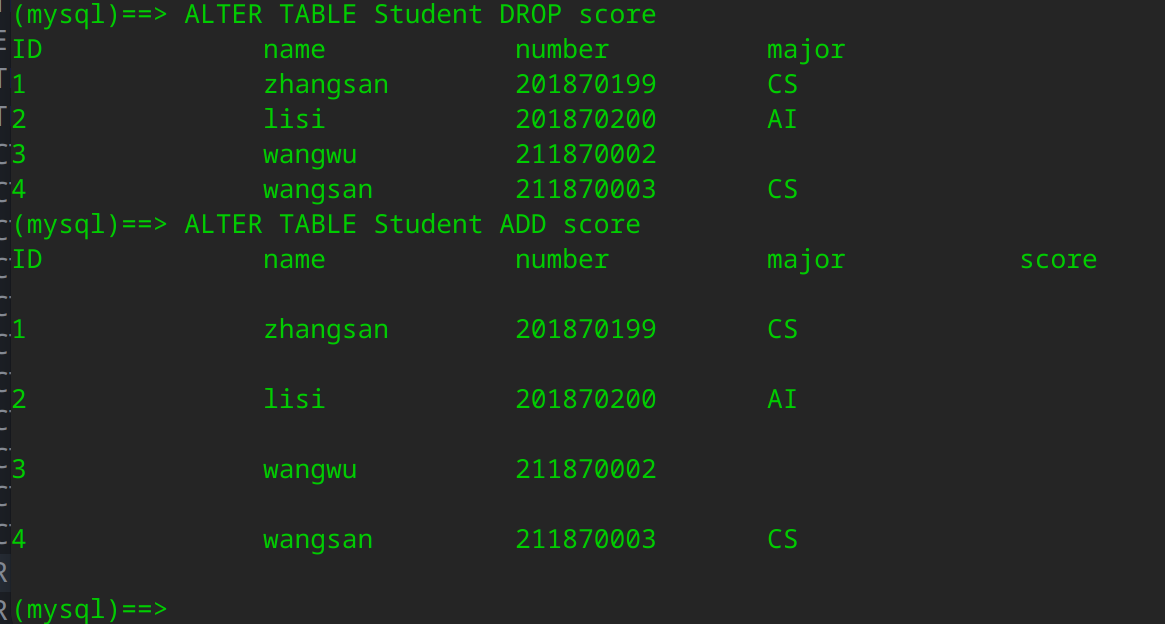 (mysql)==> ALTER TABLE Student DROP score
ID name number major
1 zhangsan 201870199 CS
2 lisi 201870200 AI
3 wangwu 211870002
4 wangsan 211870003 CS
(mysql)==> ALTER TABLE Student ADD score
ID name number major score
1 zhangsan 201870199 CS
2 lisi 201870200 AI
3 wangwu 211870002
4 wangsan 211870003 CS
(mysql)==>